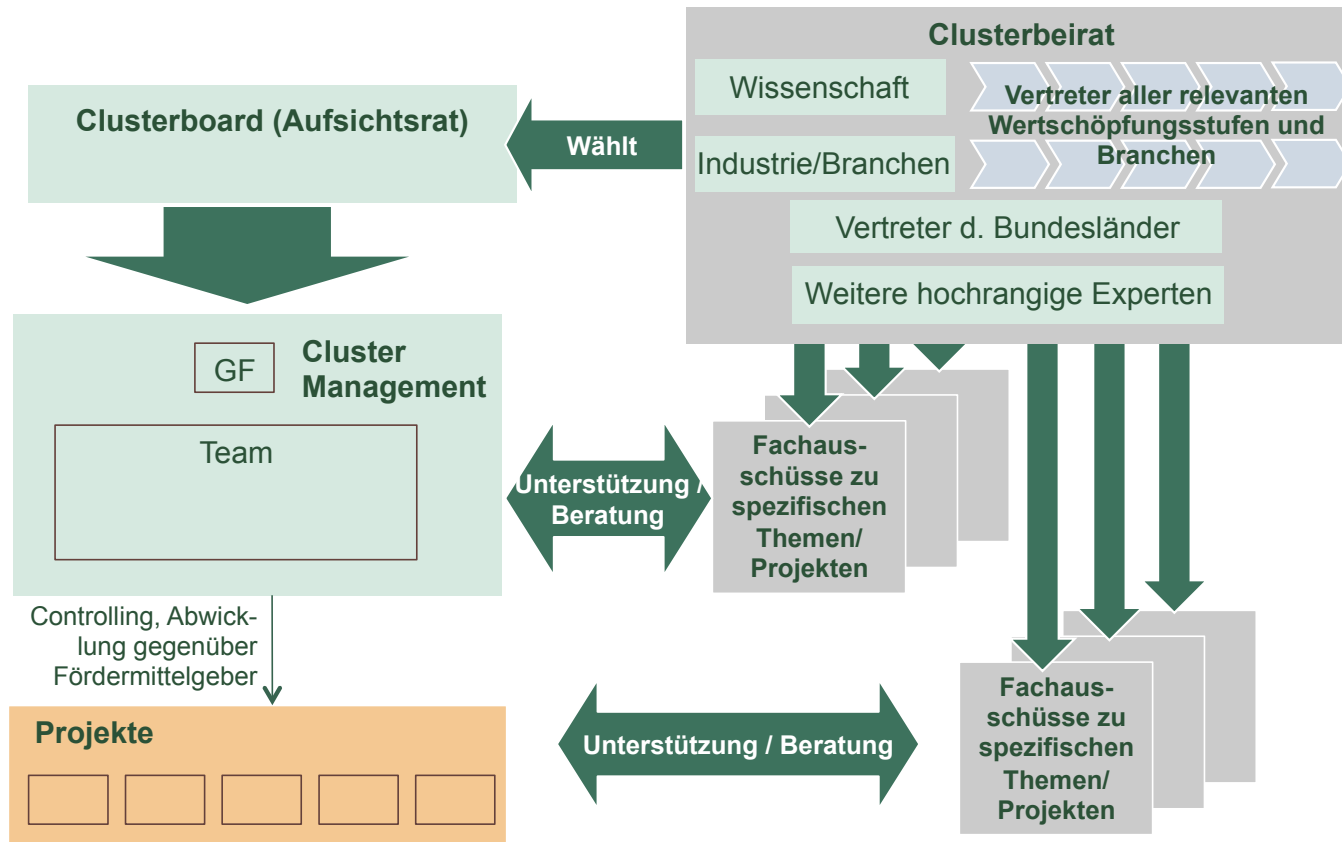 Clusterbeirat
Wissenschaft
Vertreter aller relevanten
Wertschöpfungsstufen und
Branchen
Industrie/Branchen
Vertreter d. Bundesländer
Weitere hochrangige Experten
Wählt
Clusterboard (Aufsichtsrat)
GF
Cluster
Management
Team
Unterstützung /
Beratung
Fachaus-
schüsse zu
spezifischen
Themen/
Projekten
Controlling, Abwick-
lung gegenüber
Fördermittelgeber
Projekte
Unterstützung / Beratung
Fachaus-
schüsse zu
spezifischen
Themen/
Projekten